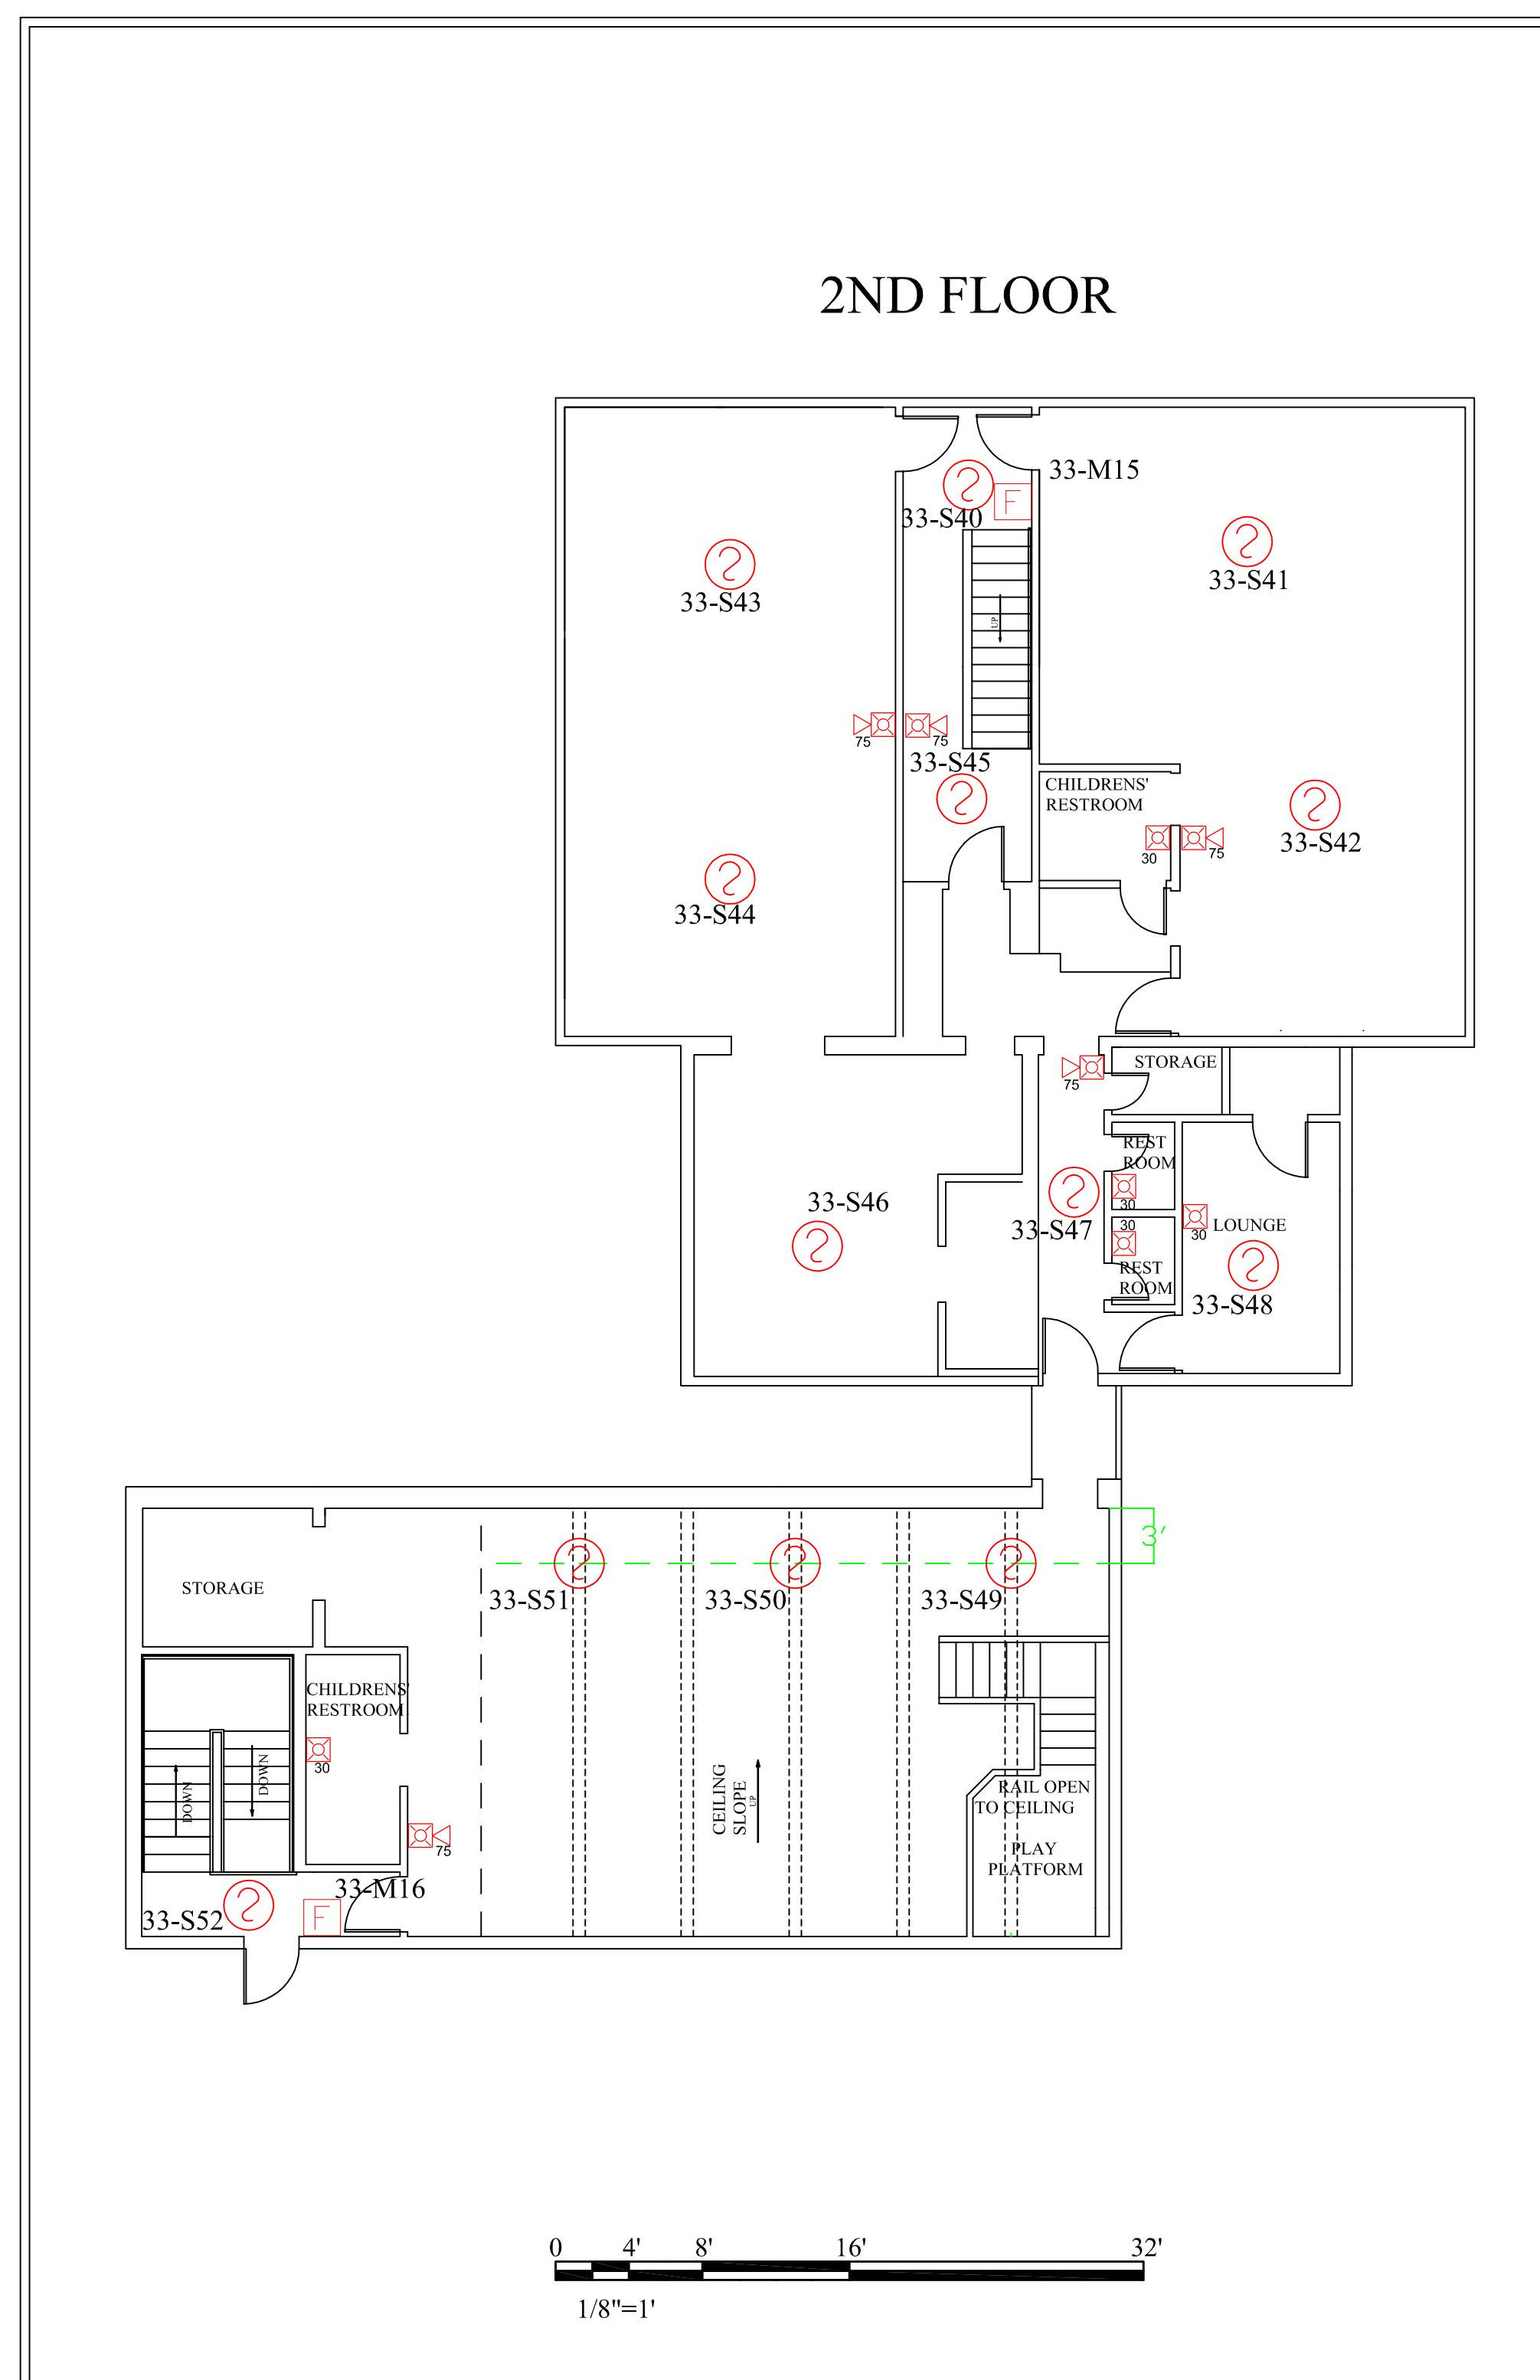 2ND FLOOR
33-M15
F
33-S40
33-S41
33-S43
UP
75
75
33-S45
CHILDRENS'
RESTROOM
33-S42
30
75
33-S44
STORAGE
75
REST
ROOM
33-S46
30
33-S47
30
30
LOUNGE
REST
ROOM
33-S48
3'
STORAGE
33-S51
33-S50
33-S49
CHILDRENS'
RESTROOM
30
DOWN
DOWN
CEILING
SLOPE
UP
RAIL OPEN
TO CEILING
75
PLAY
PLATFORM
33-M16
33-S52
F
0 4' 8' 16' 32'
1/8"=1'